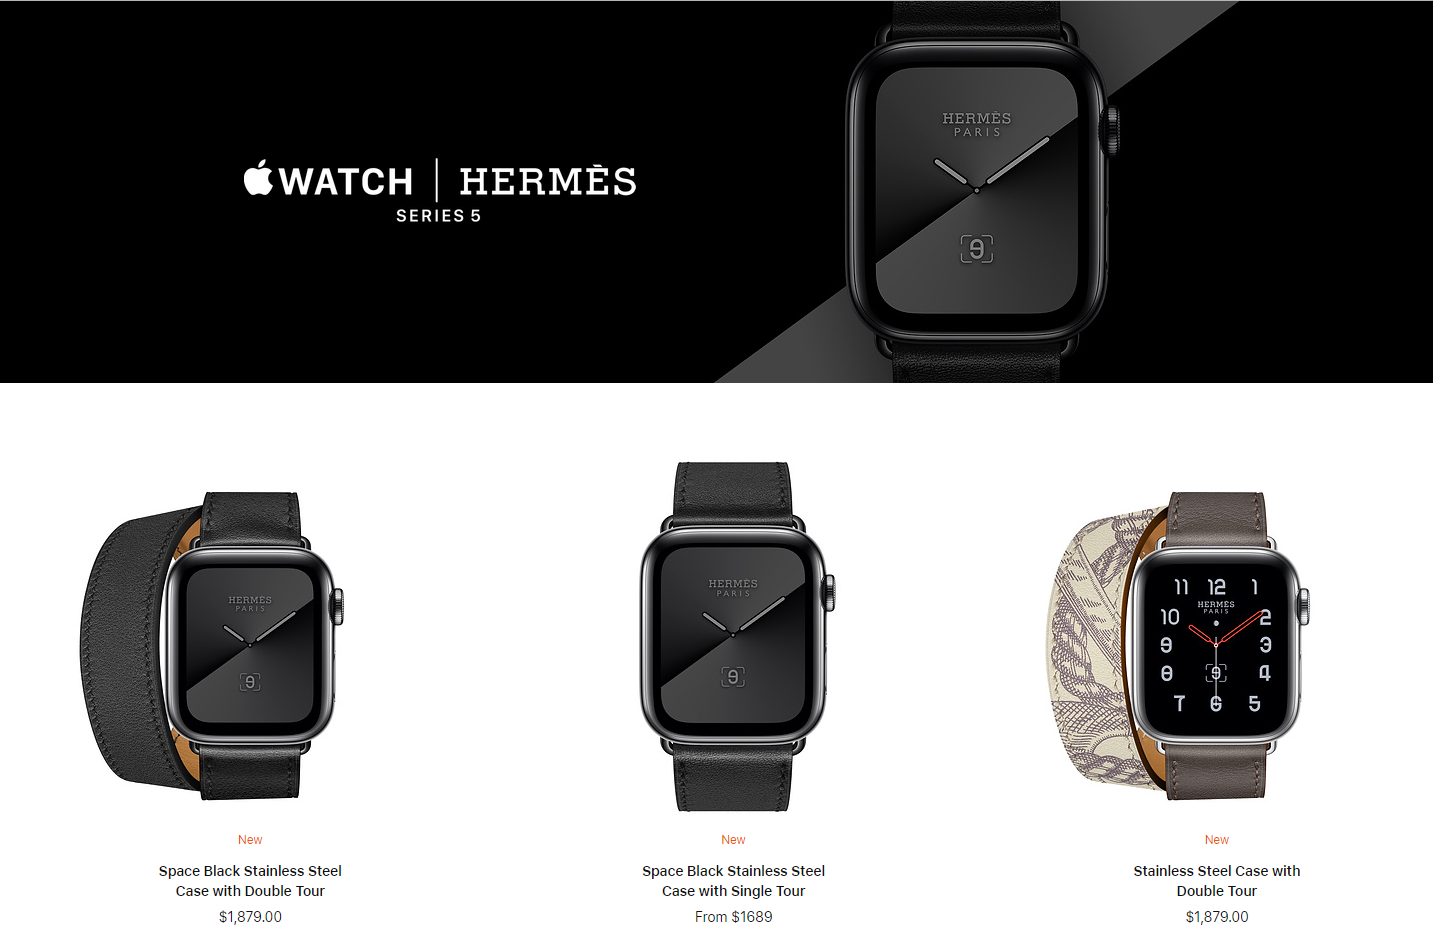 WATCH | HERMÈS
SERIES 5
HERMÈS
PARIS
HERMÈS
PARIS
HERMÈS
PARIS
11 12 1
10 2
HERMÈS
PARIS
9 3
8 4
7 6 5
New
New
New
Space Black Stainless Steel
Case with Double Tour
$1,879.00
Space Black Stainless Steel
Case with Single Tour
From $1689
Stainless Steel Case with
Double Tour
$1,879.00